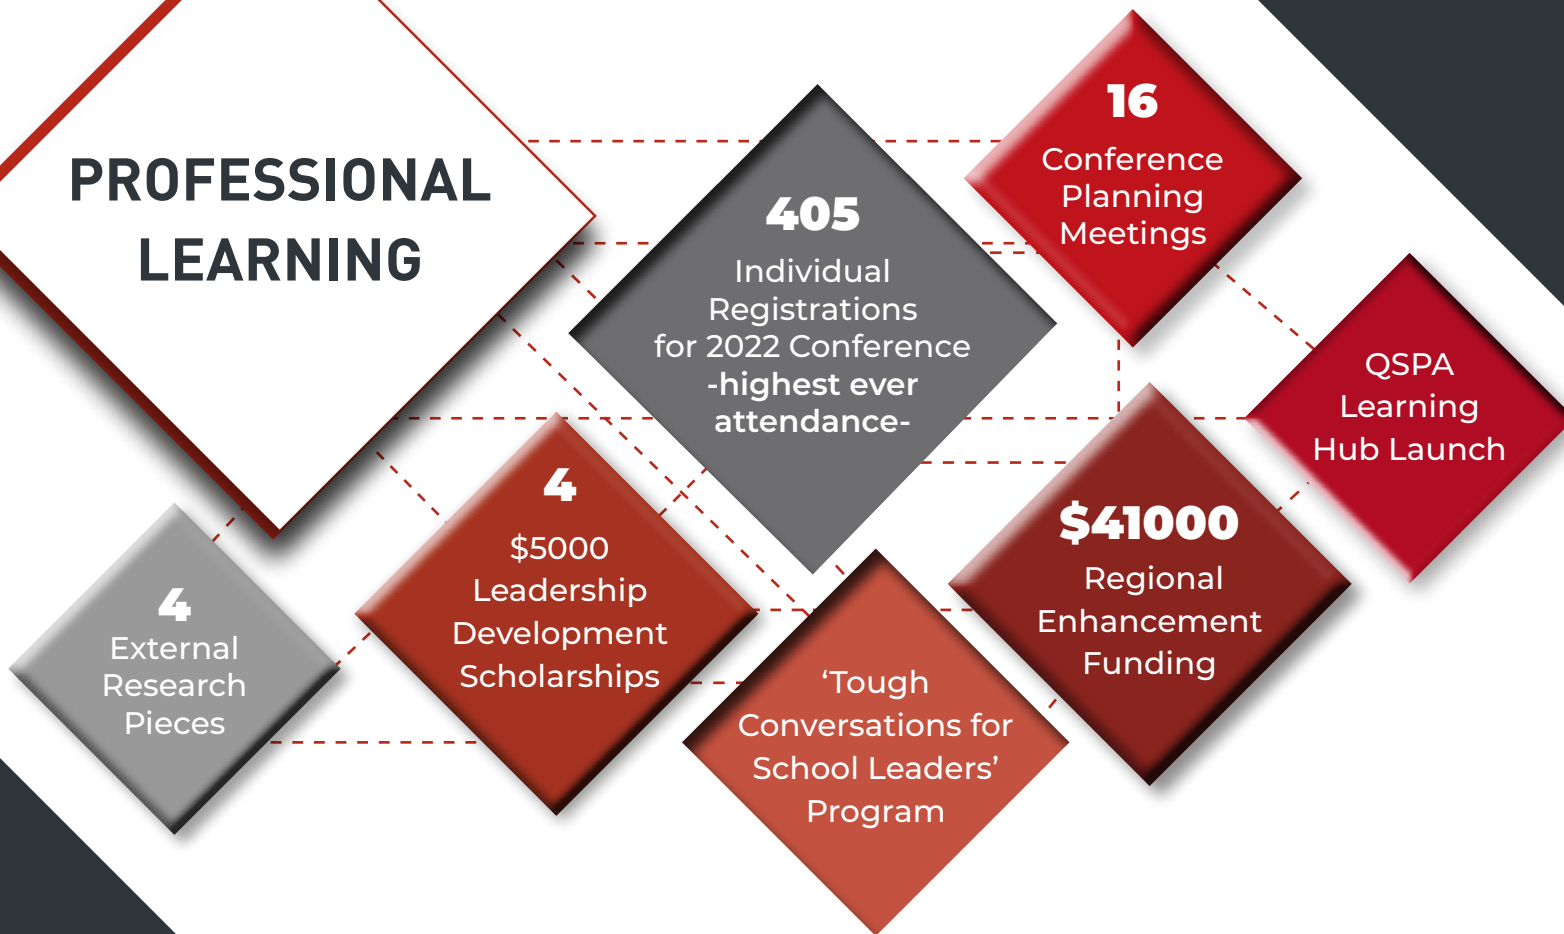 PROFESSIONAL
LEARNING
405
Individual
Registrations
for 2022 Conference
-highest ever
attendance-
16
Conference
Planning
Meetings
QSPA
Learning
Hub Launch
4
External
Research
Pieces
4
$5000
Leadership
Development
Scholarships
‘Tough
Conversations for
School Leaders’
Program
$41000
Regional
Enhancement
Funding